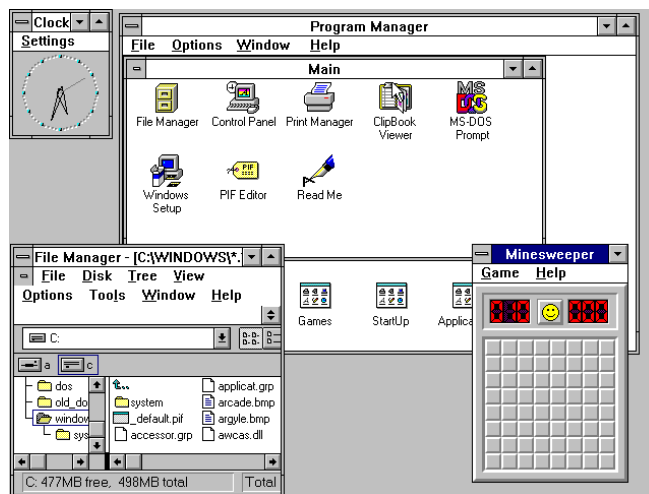 Clock
Settings
Program Manager
File Options Window Help
Main
File Manager
Control Panel
Print Manager
ClipBook
Viewer
MS-DOS
Prompt
Windows
Setup
PIF Editor
Read Me
Games
StartUp
Applica
File Manager - [C:\WINDOWS\*.
File Disk Tree View
Options Tools Window Help
C:
a c
dos
old_do
window
sys
system
_default.pif
accessor.grp
applicat.grp
arcade.bmp
argyle.bmp
awcas.dll
C: 477MB free, 498MB total
Total
Minesweeper
Game Help